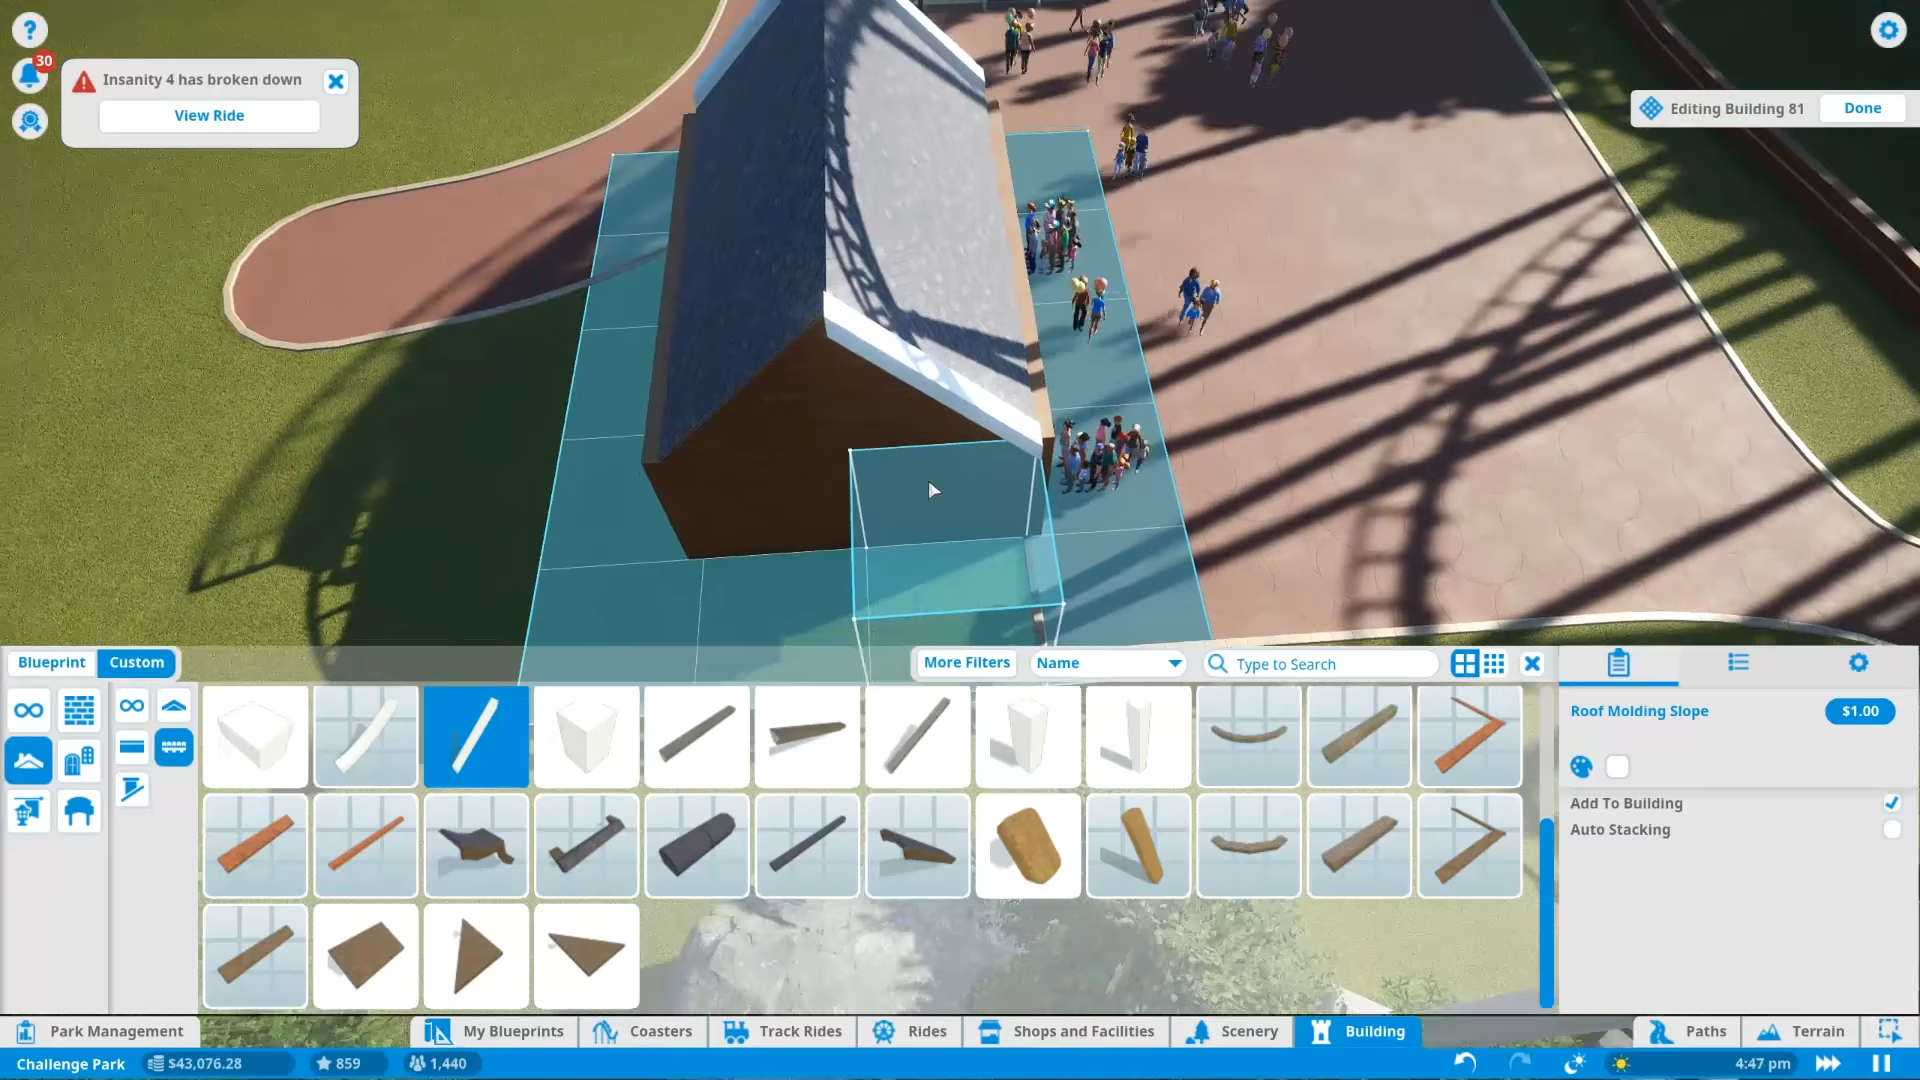 ?
30
Insanity 4 has broken down
View Ride
Editing Building 81
Done
Blueprint
Custom
More Filters
Name
Type to Search
Roof Molding Slope
$1.00
Add To Building
Auto Stacking
Park Management
My Blueprints
Coasters
Track Rides
Rides
Shops and Facilities
Scenery
Building
Paths
Terrain
Challenge Park
$43,076.28
859
1,440
4:47 pm